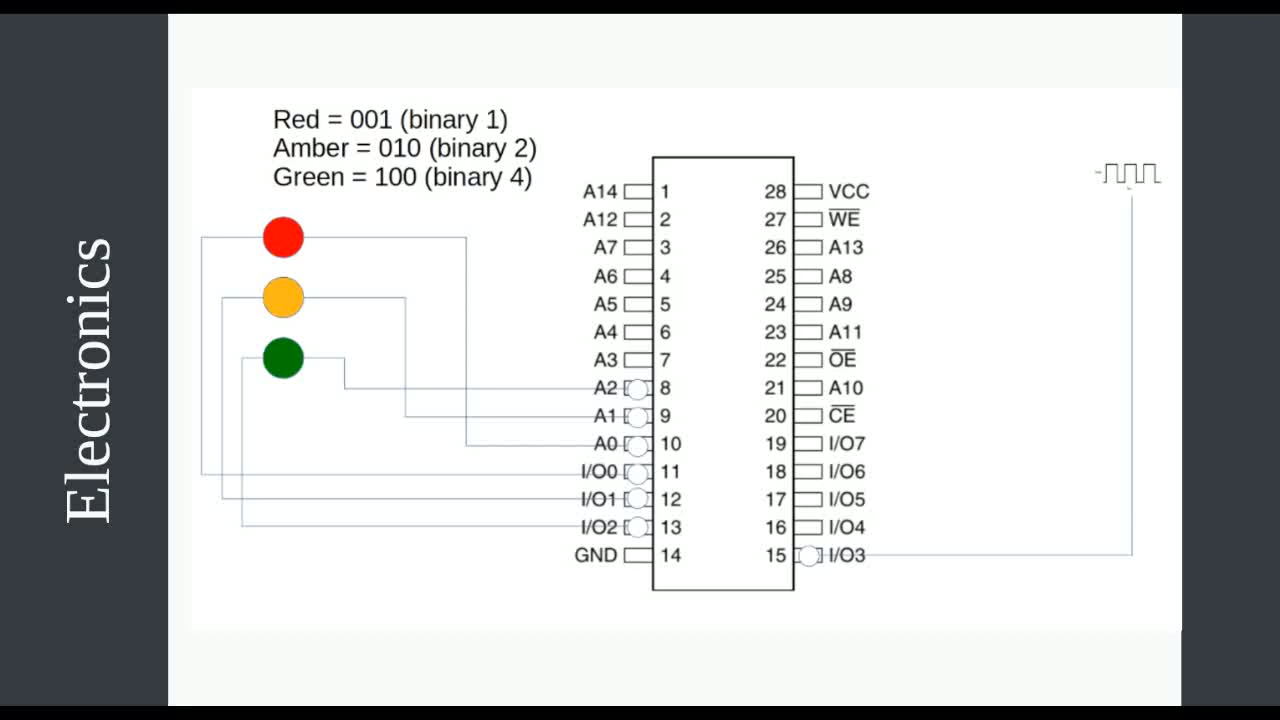 Electronics
Red = 001 (binary 1)
Amber = 010 (binary 2)
Green = 100 (binary 4)
A14 1 28 VCC
A12 2 27 W̅E̅
A7 3 26 A13
A6 4 25 A8
A5 5 24 A9
A4 6 23 A11
A3 7 22 O̅E̅
A2 8 21 A10
A1 9 20 C̅E̅
A0 10 19 I/O7
I/O0 11 18 I/O6
I/O1 12 17 I/O5
I/O2 13 16 I/O4
GND 14 15 I/O3